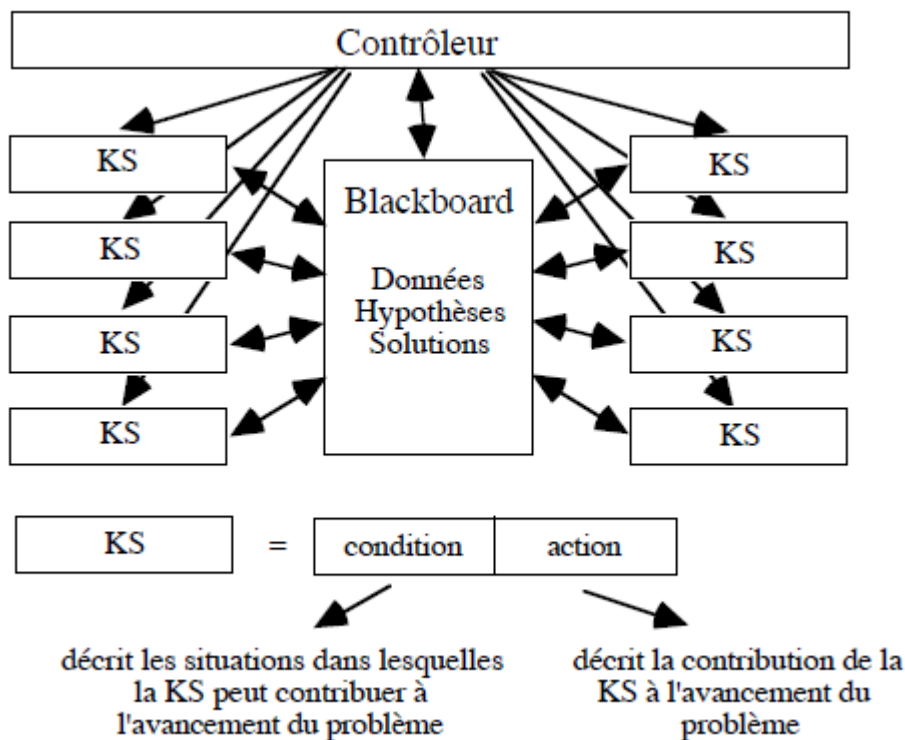 Contrôleur
KS
KS
KS
KS
Blackboard
Données
Hypothèses
Solutions
KS
KS
KS
KS
KS = condition action
décrit les situations dans lesquelles
la KS peut contribuer à
l'avancement du problème
décrit la contribution de la
KS à l'avancement du
problème